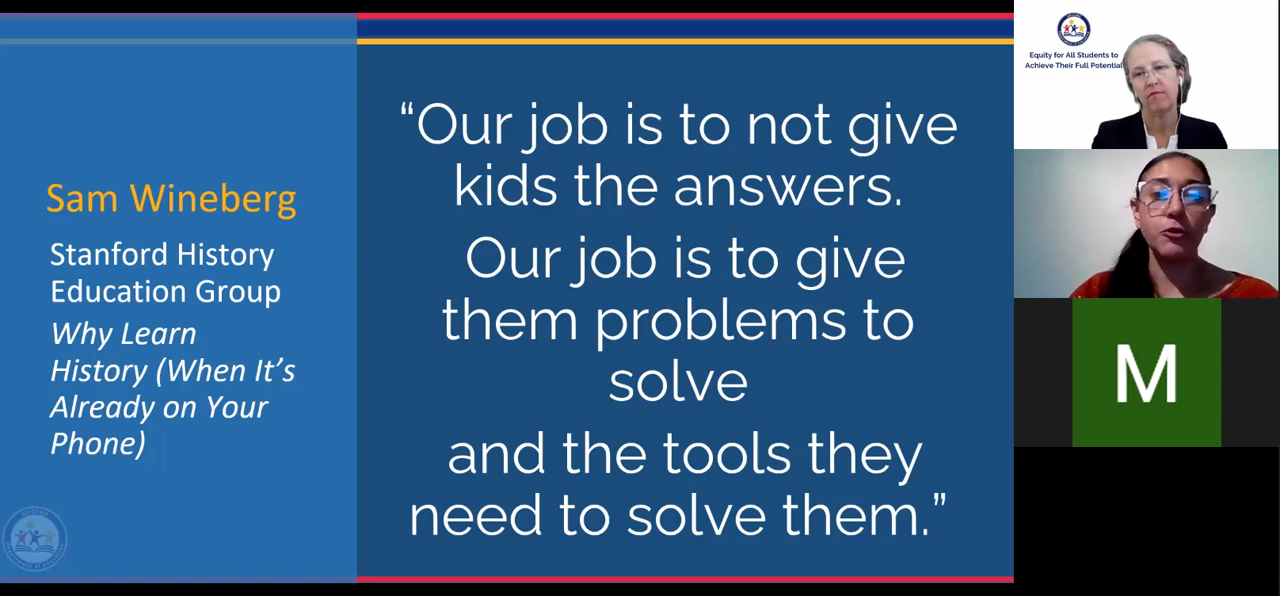 Sam Wineberg
Stanford History
Education Group
Why Learn
History (When It’s
Already on Your
Phone)
“Our job is to not give
kids the answers.
Our job is to give
them problems to
solve
and the tools they
need to solve them.”
Equity for All Students to
Achieve Their Full Potential
M